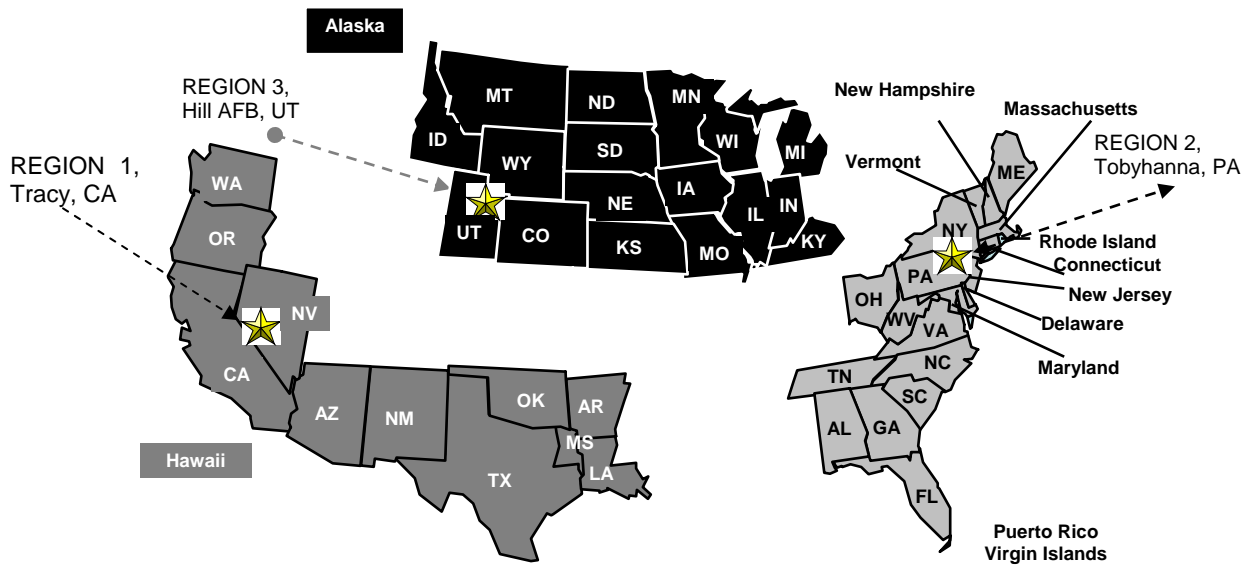 Alaska
REGION 3,
Hill AFB, UT
REGION 1,
Tracy, CA
WA
OR
NV
CA
AZ
NM
OK
AR
MS
LA
TX
Hawaii
MT
ND
MN
ID
WY
SD
WI
MI
IA
NE
UT
CO
KS
MO
IL
IN
KY
New Hampshire
Massachusetts
Vermont
REGION 2,
Tobyhanna, PA
ME
NY
Rhode Island
Connecticut
PA
New Jersey
OH
WV
VA
Delaware
Maryland
NC
TN
SC
AL
GA
FL
Puerto Rico
Virgin Islands